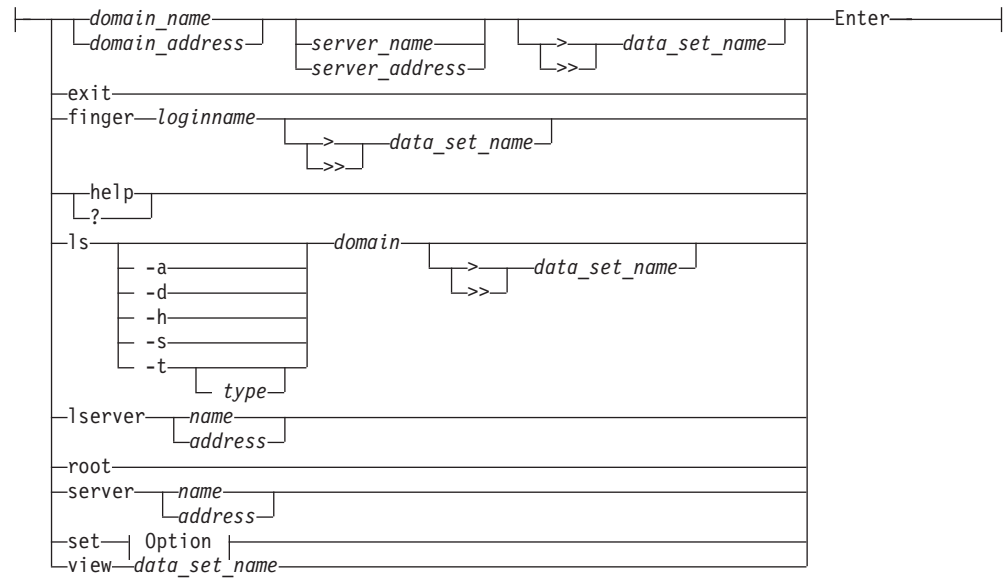 domain_name Enter
domain_address server_name > data_set_name
server_address >>
exit
finger loginname
> data_set_name
>>
help
?
ls domain
-a > data_set_name
-d >>
-h
-s
-t
type
lserver name
address
root
server name
address
set Option
view data_set_name